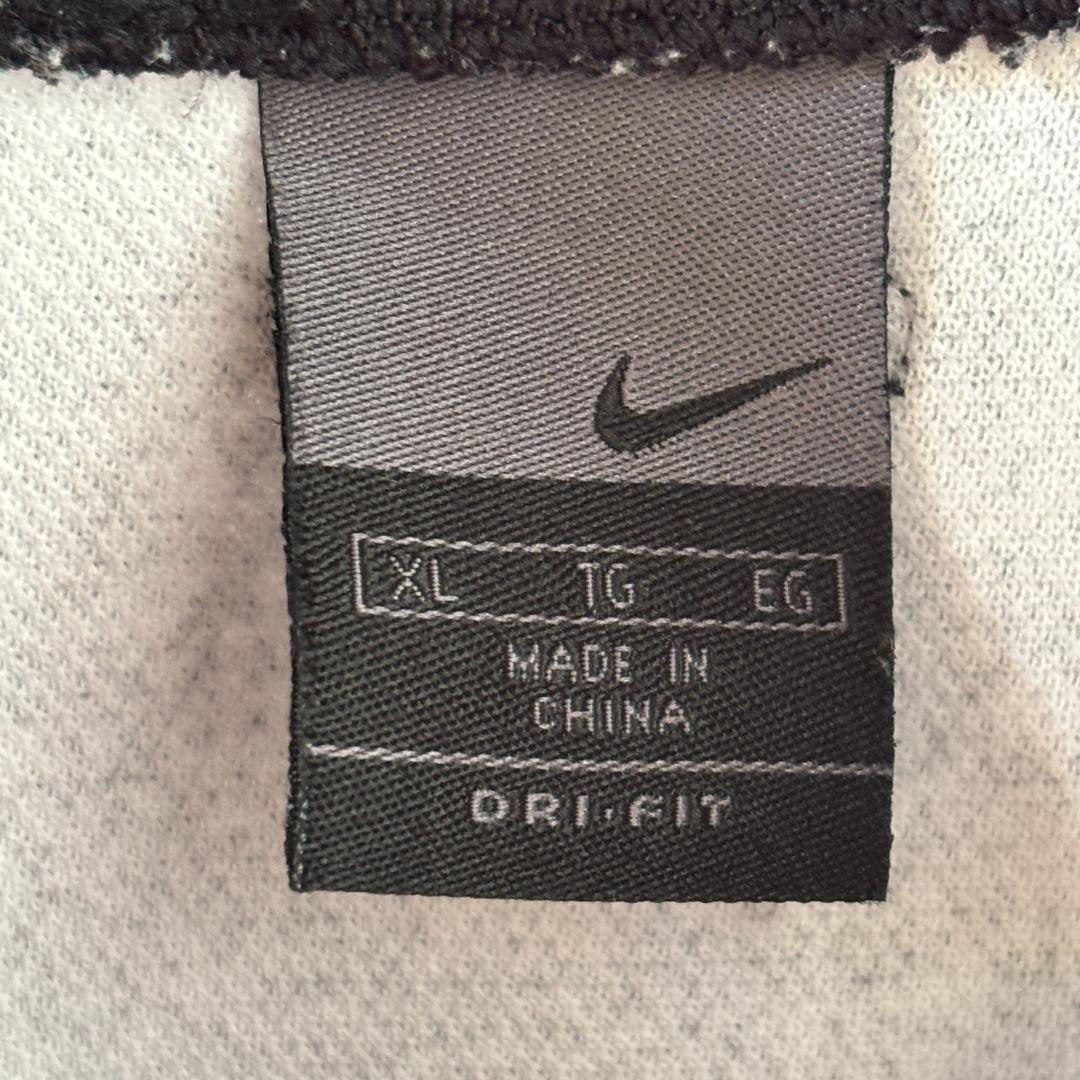 XL TG EG
MADE IN
CHINA
DRI-FIT